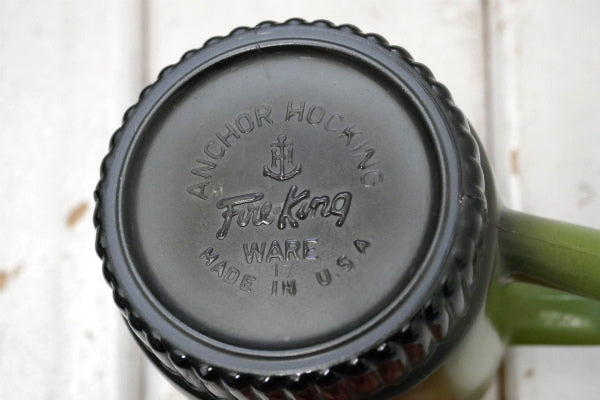 ANCHOR HOCKING
H
Fire-King
WARE
17
MADE IN U.S.A.